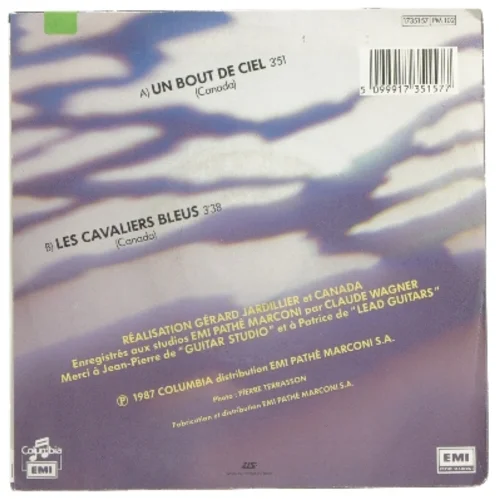 1735157 PM 102
5 099917 351577
A) UN BOUT DE CIEL 3'51
(Canada)
B) LES CAVALIERS BLEUS 3'38
(Canada)
RÉALISATION GÉRARD JARDILLIER et CANADA
Enregistrés aux studios EMI PATHÉ MARCONI par CLAUDE WAGNER
Merci à Jean-Pierre de "GUITAR STUDIO" et à Patrice de "LEAD GUITARS"
℗ 1987 COLUMBIA distribution EMI PATHÉ MARCONI S.A.
Photo : PIERRE TERRASSON
Fabrication et distribution EMI PATHÉ MARCONI S.A.
Columbia
EMI
EMI